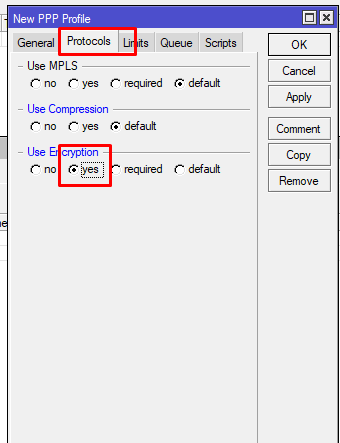 New PPP Profile
General Protocols Limits Queue Scripts
OK
Cancel
Apply
Comment
Copy
Remove
Use MPLS
no yes required default
Use Compression
no yes default
Use Encryption
no yes required default